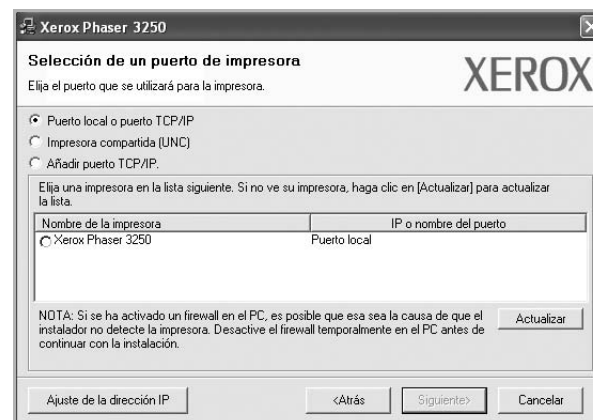 Xerox Phaser 3250
Selección de un puerto de impresora
Elija el puerto que se utilizará para la impresora.
XEROX
Puerto local o puerto TCP/IP
Impresora compartida (UNC)
Añadir puerto TCP/IP.
Elija una impresora en la lista siguiente. Si no ve su impresora, haga clic en [Actualizar] para actualizar
la lista.
Nombre de la impresora IP o nombre del puerto
Xerox Phaser 3250 Puerto local
NOTA: Si se ha activado un firewall en el PC, es posible que esa sea la causa de que el
instalador no detecte la impresora. Desactive el firewall temporalmente en el PC antes de
continuar con la instalación.
Actualizar
Ajuste de la dirección IP <Atrás Siguiente> Cancelar